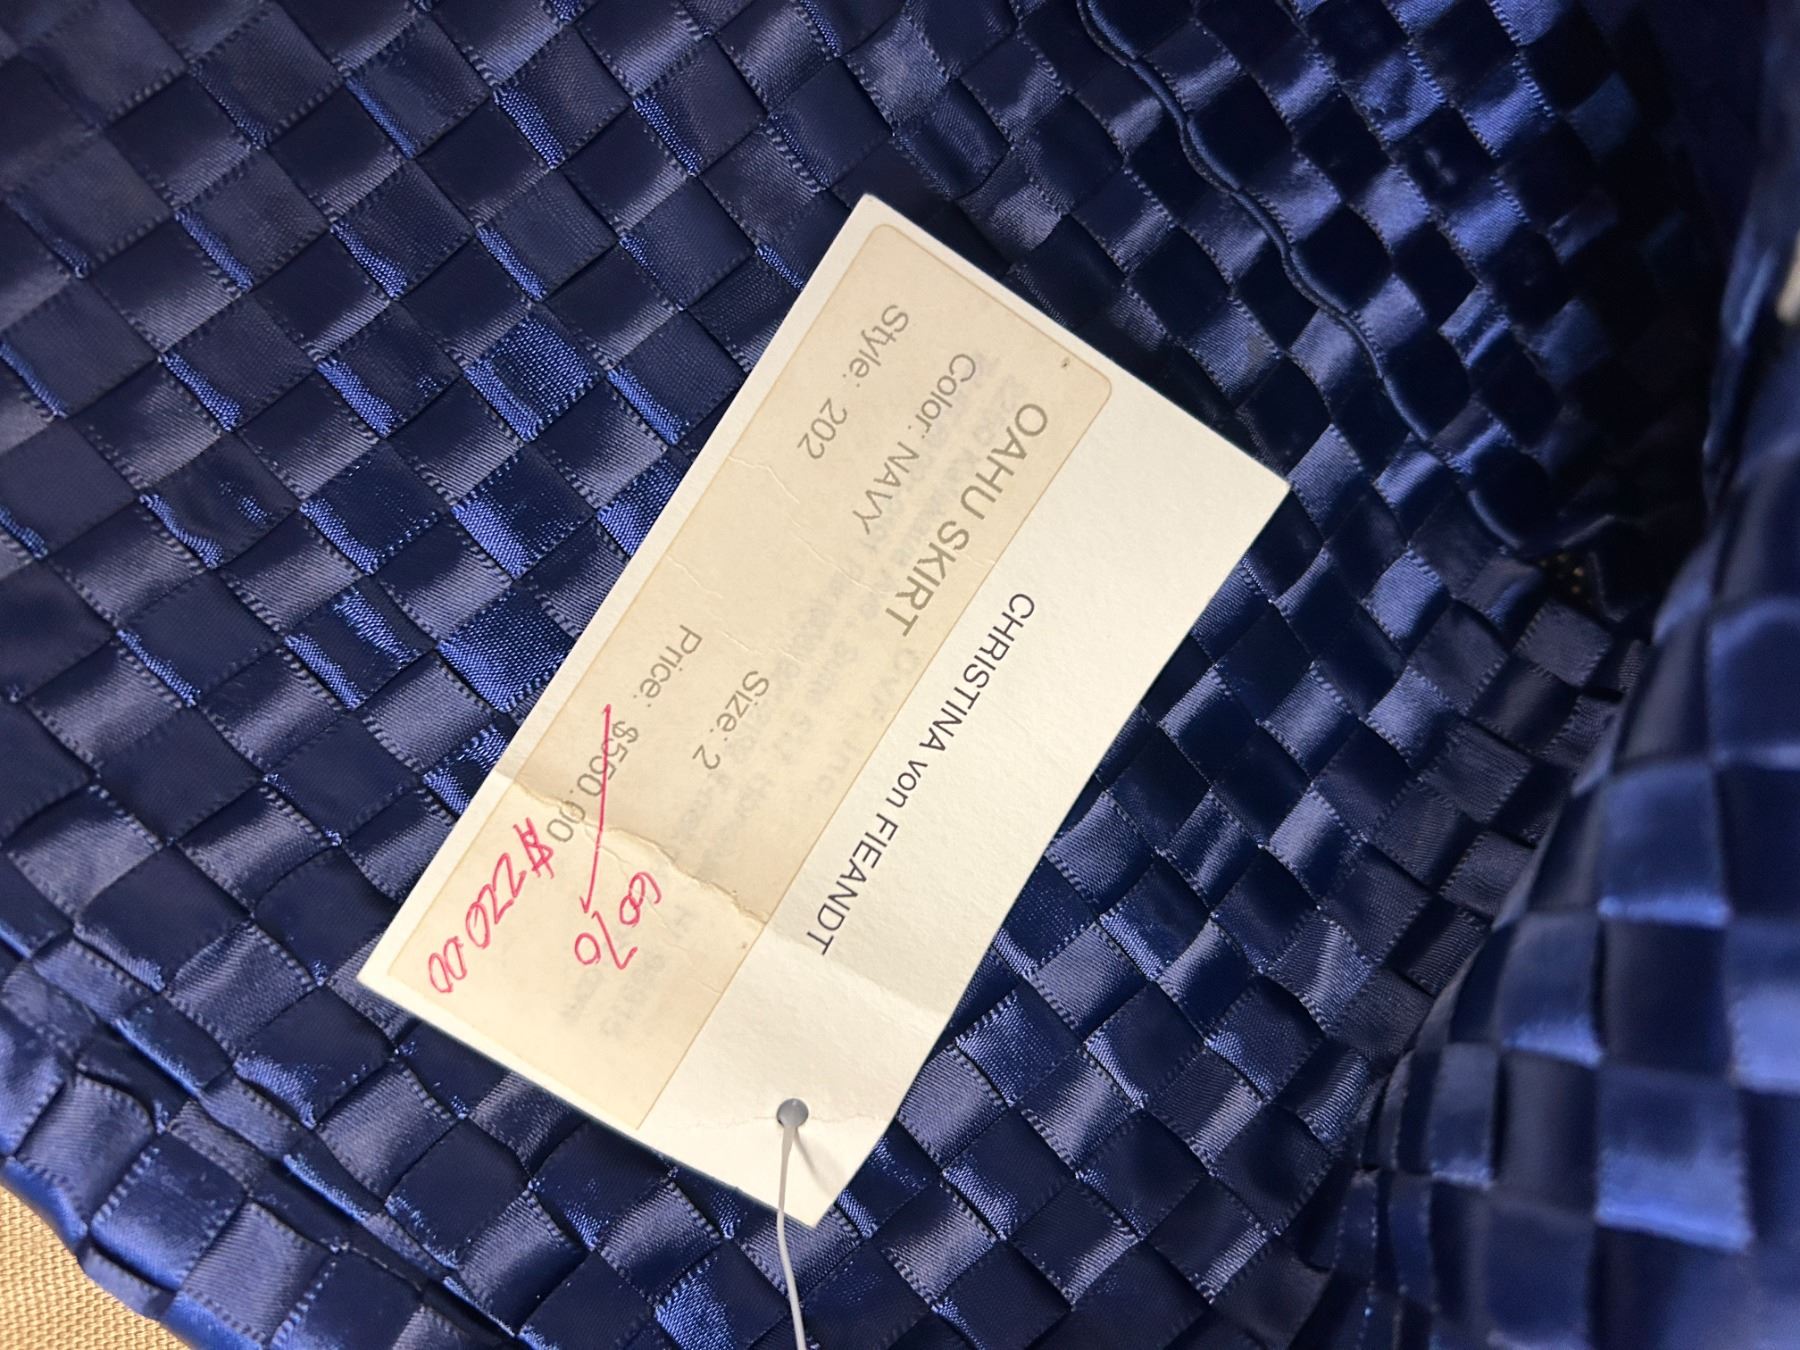 CHRISTINA von FIEANDT
OAHU SKIRT
Color: NAVY
Size: 2
Style: 202
Price: $550.00
60%
$220.00